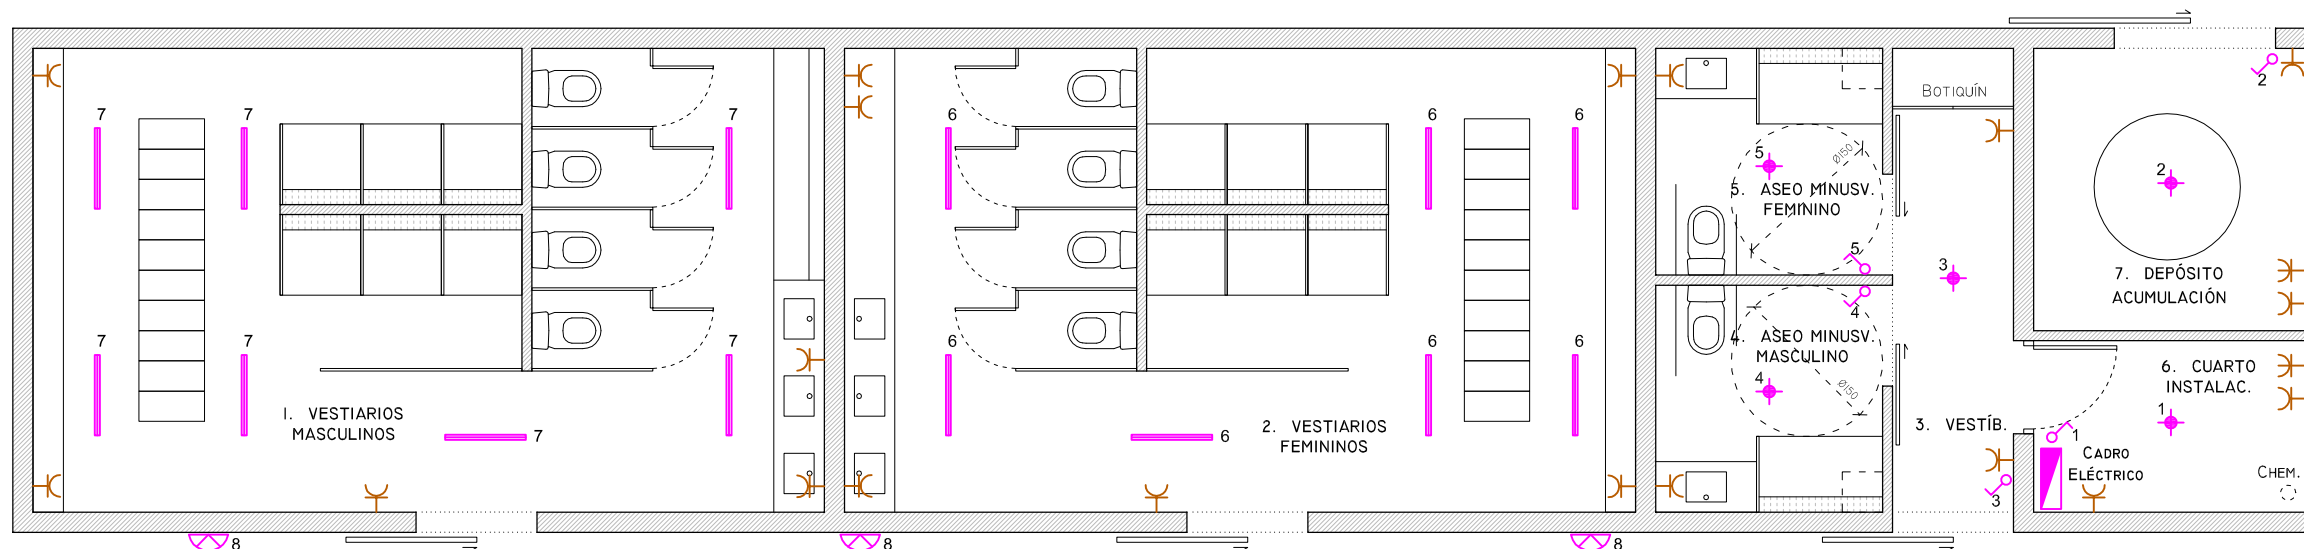 2
BOTIQUÍN
7
7
7
6
6
6
5
Ø150
5. ASEO MINUSV.
FEMININO
2
5
3
7. DEPÓSITO
ACUMULACIÓN
4
7
7
7
6
6
6
4. ASEO MINUSV.
MASCULINO
4
Ø150
6. CUARTO
INSTALAC.
1
1. VESTIARIOS
MASCULINOS
7
2. VESTIARIOS
FEMININOS
6
3. VESTÍB.
1
CADRO
ELÉCTRICO
CHEM.
3
8
8
8